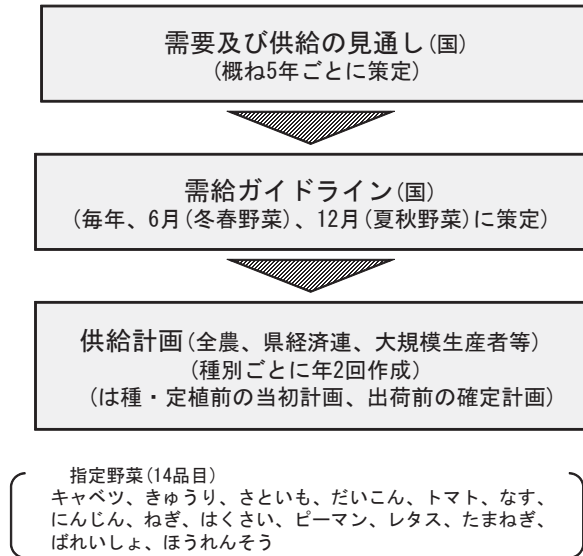 需要及び供給の見通し(国)
(概ね5年ごとに策定)
需給ガイドライン(国)
(毎年、6月(冬春野菜)、12月(夏秋野菜)に策定)
供給計画(全農、県経済連、大規模生産者等)
(種別ごとに年2回作成)
(は種・定植前の当初計画、出荷前の確定計画)
指定野菜(14品目)
キャベツ、きゅうり、さといも、だいこん、トマト、なす、
にんじん、ねぎ、はくさい、ピーマン、レタス、たまねぎ、
ばれいしょ、ほうれんそう